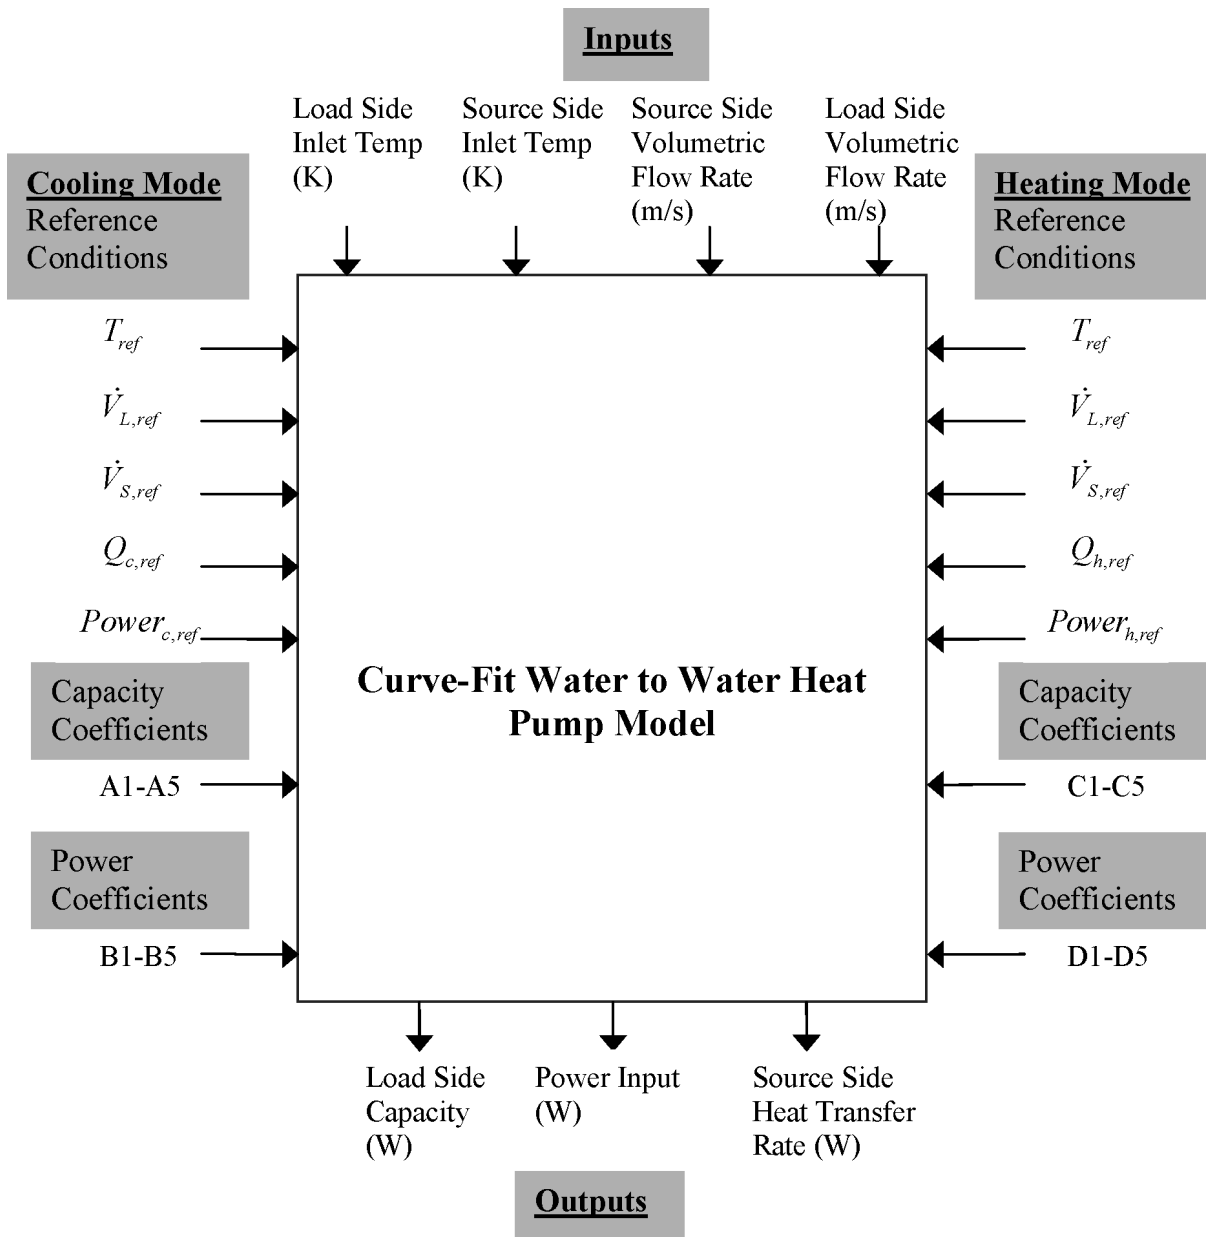 Inputs
Load Side
Inlet Temp
(K)
Source Side
Inlet Temp
(K)
Source Side
Volumetric
Flow Rate
(m/s)
Load Side
Volumetric
Flow Rate
(m/s)
Cooling Mode
Reference
Conditions
T_ref
V̇_L,ref
V̇_S,ref
Q_c,ref
Power_c,ref
Capacity
Coefficients
A1-A5
Power
Coefficients
B1-B5
Curve-Fit Water to Water Heat
Pump Model
Heating Mode
Reference
Conditions
T_ref
V̇_L,ref
V̇_S,ref
Q_h,ref
Power_h,ref
Capacity
Coefficients
C1-C5
Power
Coefficients
D1-D5
Load Side
Capacity
(W)
Power Input
(W)
Source Side
Heat Transfer
Rate (W)
Outputs